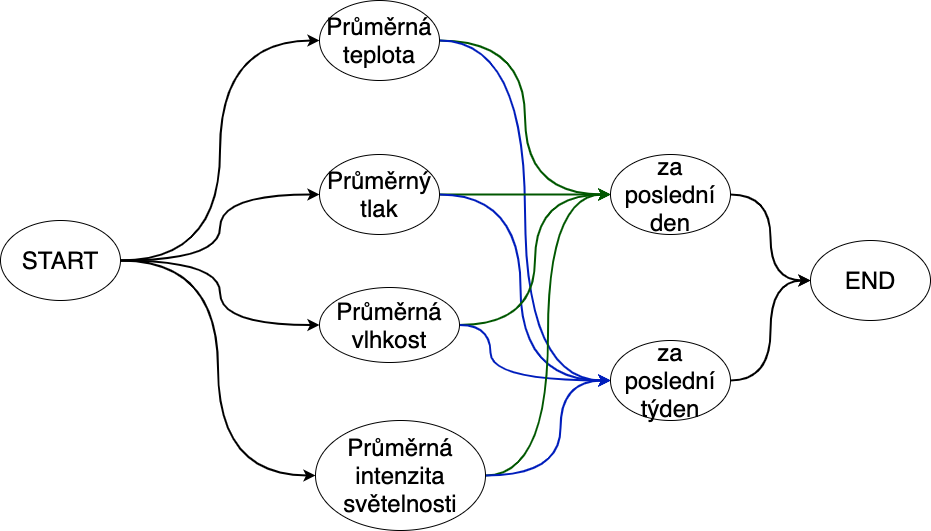 START
Průměrná
teplota
Průměrný
tlak
Průměrná
vlhkost
Průměrná
intenzita
světelnosti
za
poslední
den
za
poslední
týden
END